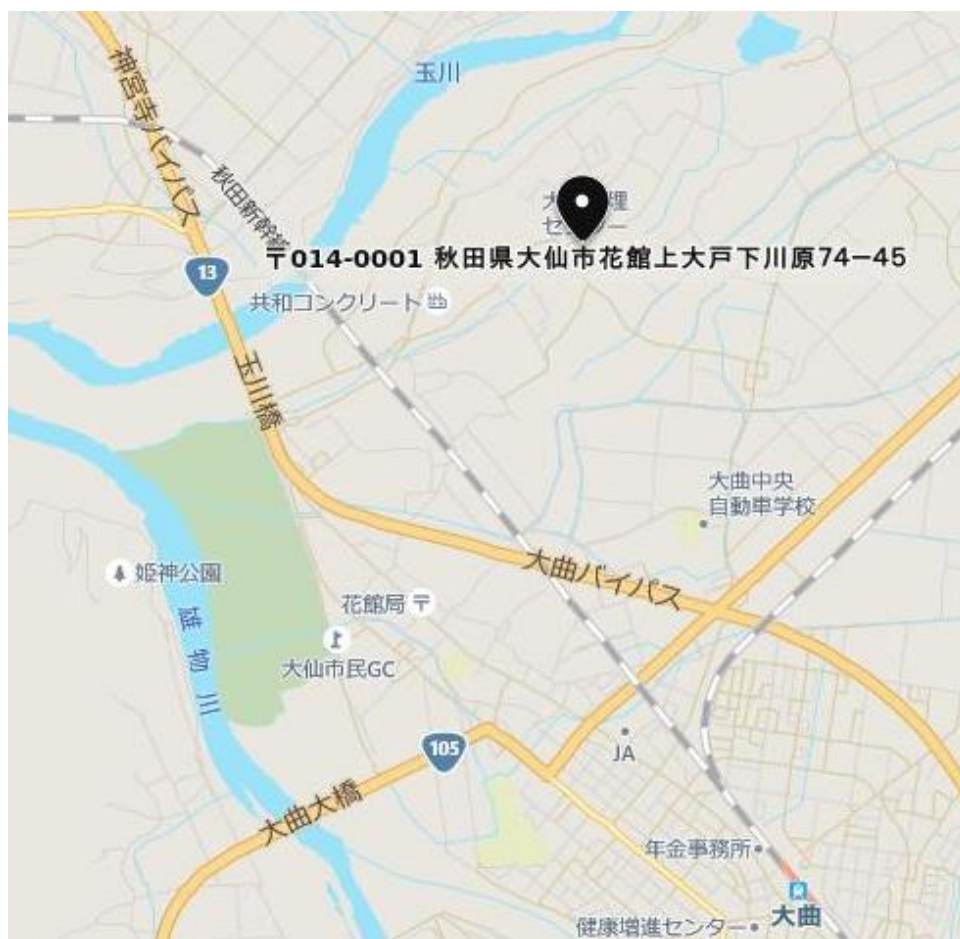 神宮寺バイパス
玉川
秋田新幹線
〒014-0001 秋田県大仙市花館上大戸下川原74−45
13
共和コンクリート
玉川橋
大曲中央
自動車学校
大曲バイパス
姫神公園
花館局
雄物川
大仙市民GC
105
JA
大曲大橋
年金事務所
大曲
健康増進センター